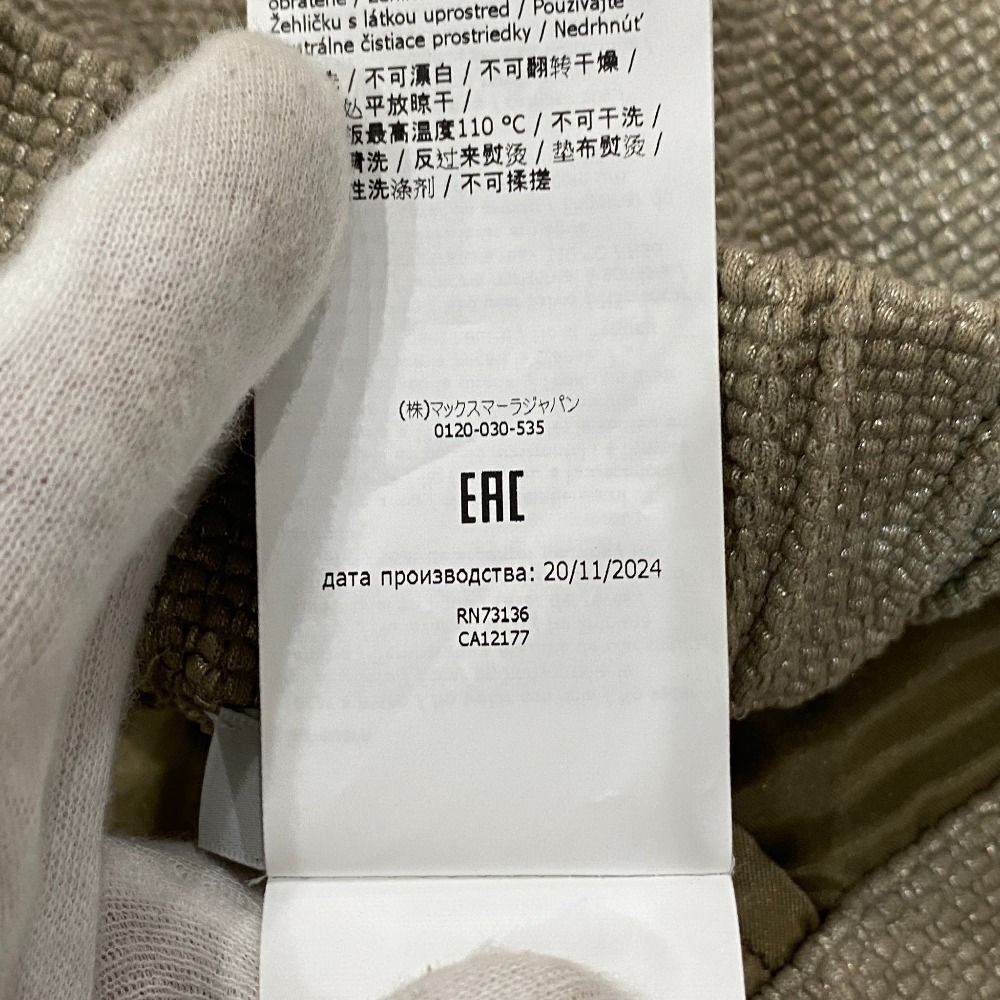 Žehličku s látkou uprostred / Používajte
čistiace prostriedky / Nedrhnúť
/ 不可漂白 / 不可翻转干燥 /
平放晾干 /
最高温度110 °C / 不可干洗 /
洗 / 反过来熨烫 / 垫布熨烫 /
性洗涤剂 / 不可揉搓
(株)マックスマーラジャパン
0120-030-535
EAC
дата производства: 20/11/2024
RN73136
CA12177